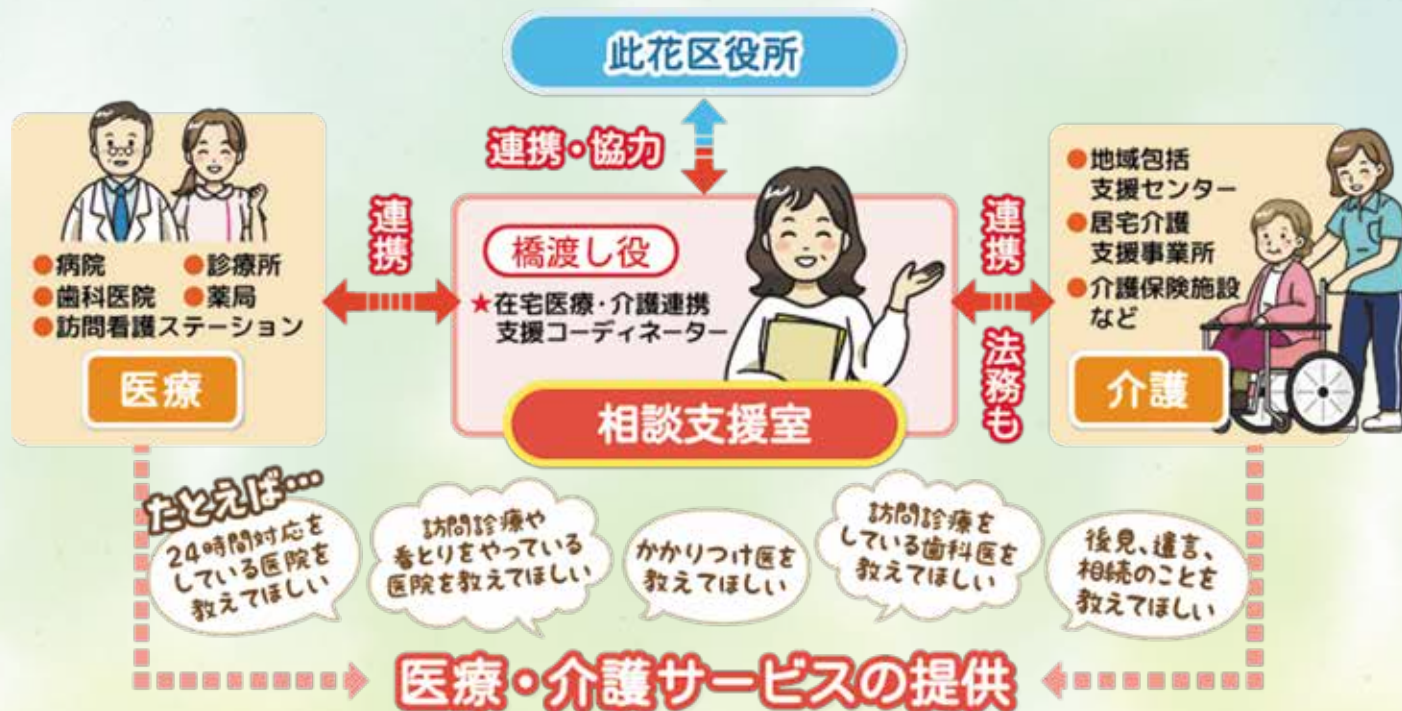 此花区役所
連携・協力
●病院 ●診療所
●歯科医院 ●薬局
●訪問看護ステーション
医療
連携
橋渡し役
★在宅医療・介護連携
支援コーディネーター
相談支援室
連携
法務も
●地域包括
支援センター
●居宅介護
支援事業所
●介護保険施設
など
介護
たとえば…
24時間対応を
している医院を
教えてほしい
訪問診療や
看とりをやっている
医院を教えてほしい
かかりつけ医を
教えてほしい
訪問診療を
している歯科医を
教えてほしい
後見、遺言、
相続のことを
教えてほしい
医療・介護サービスの提供